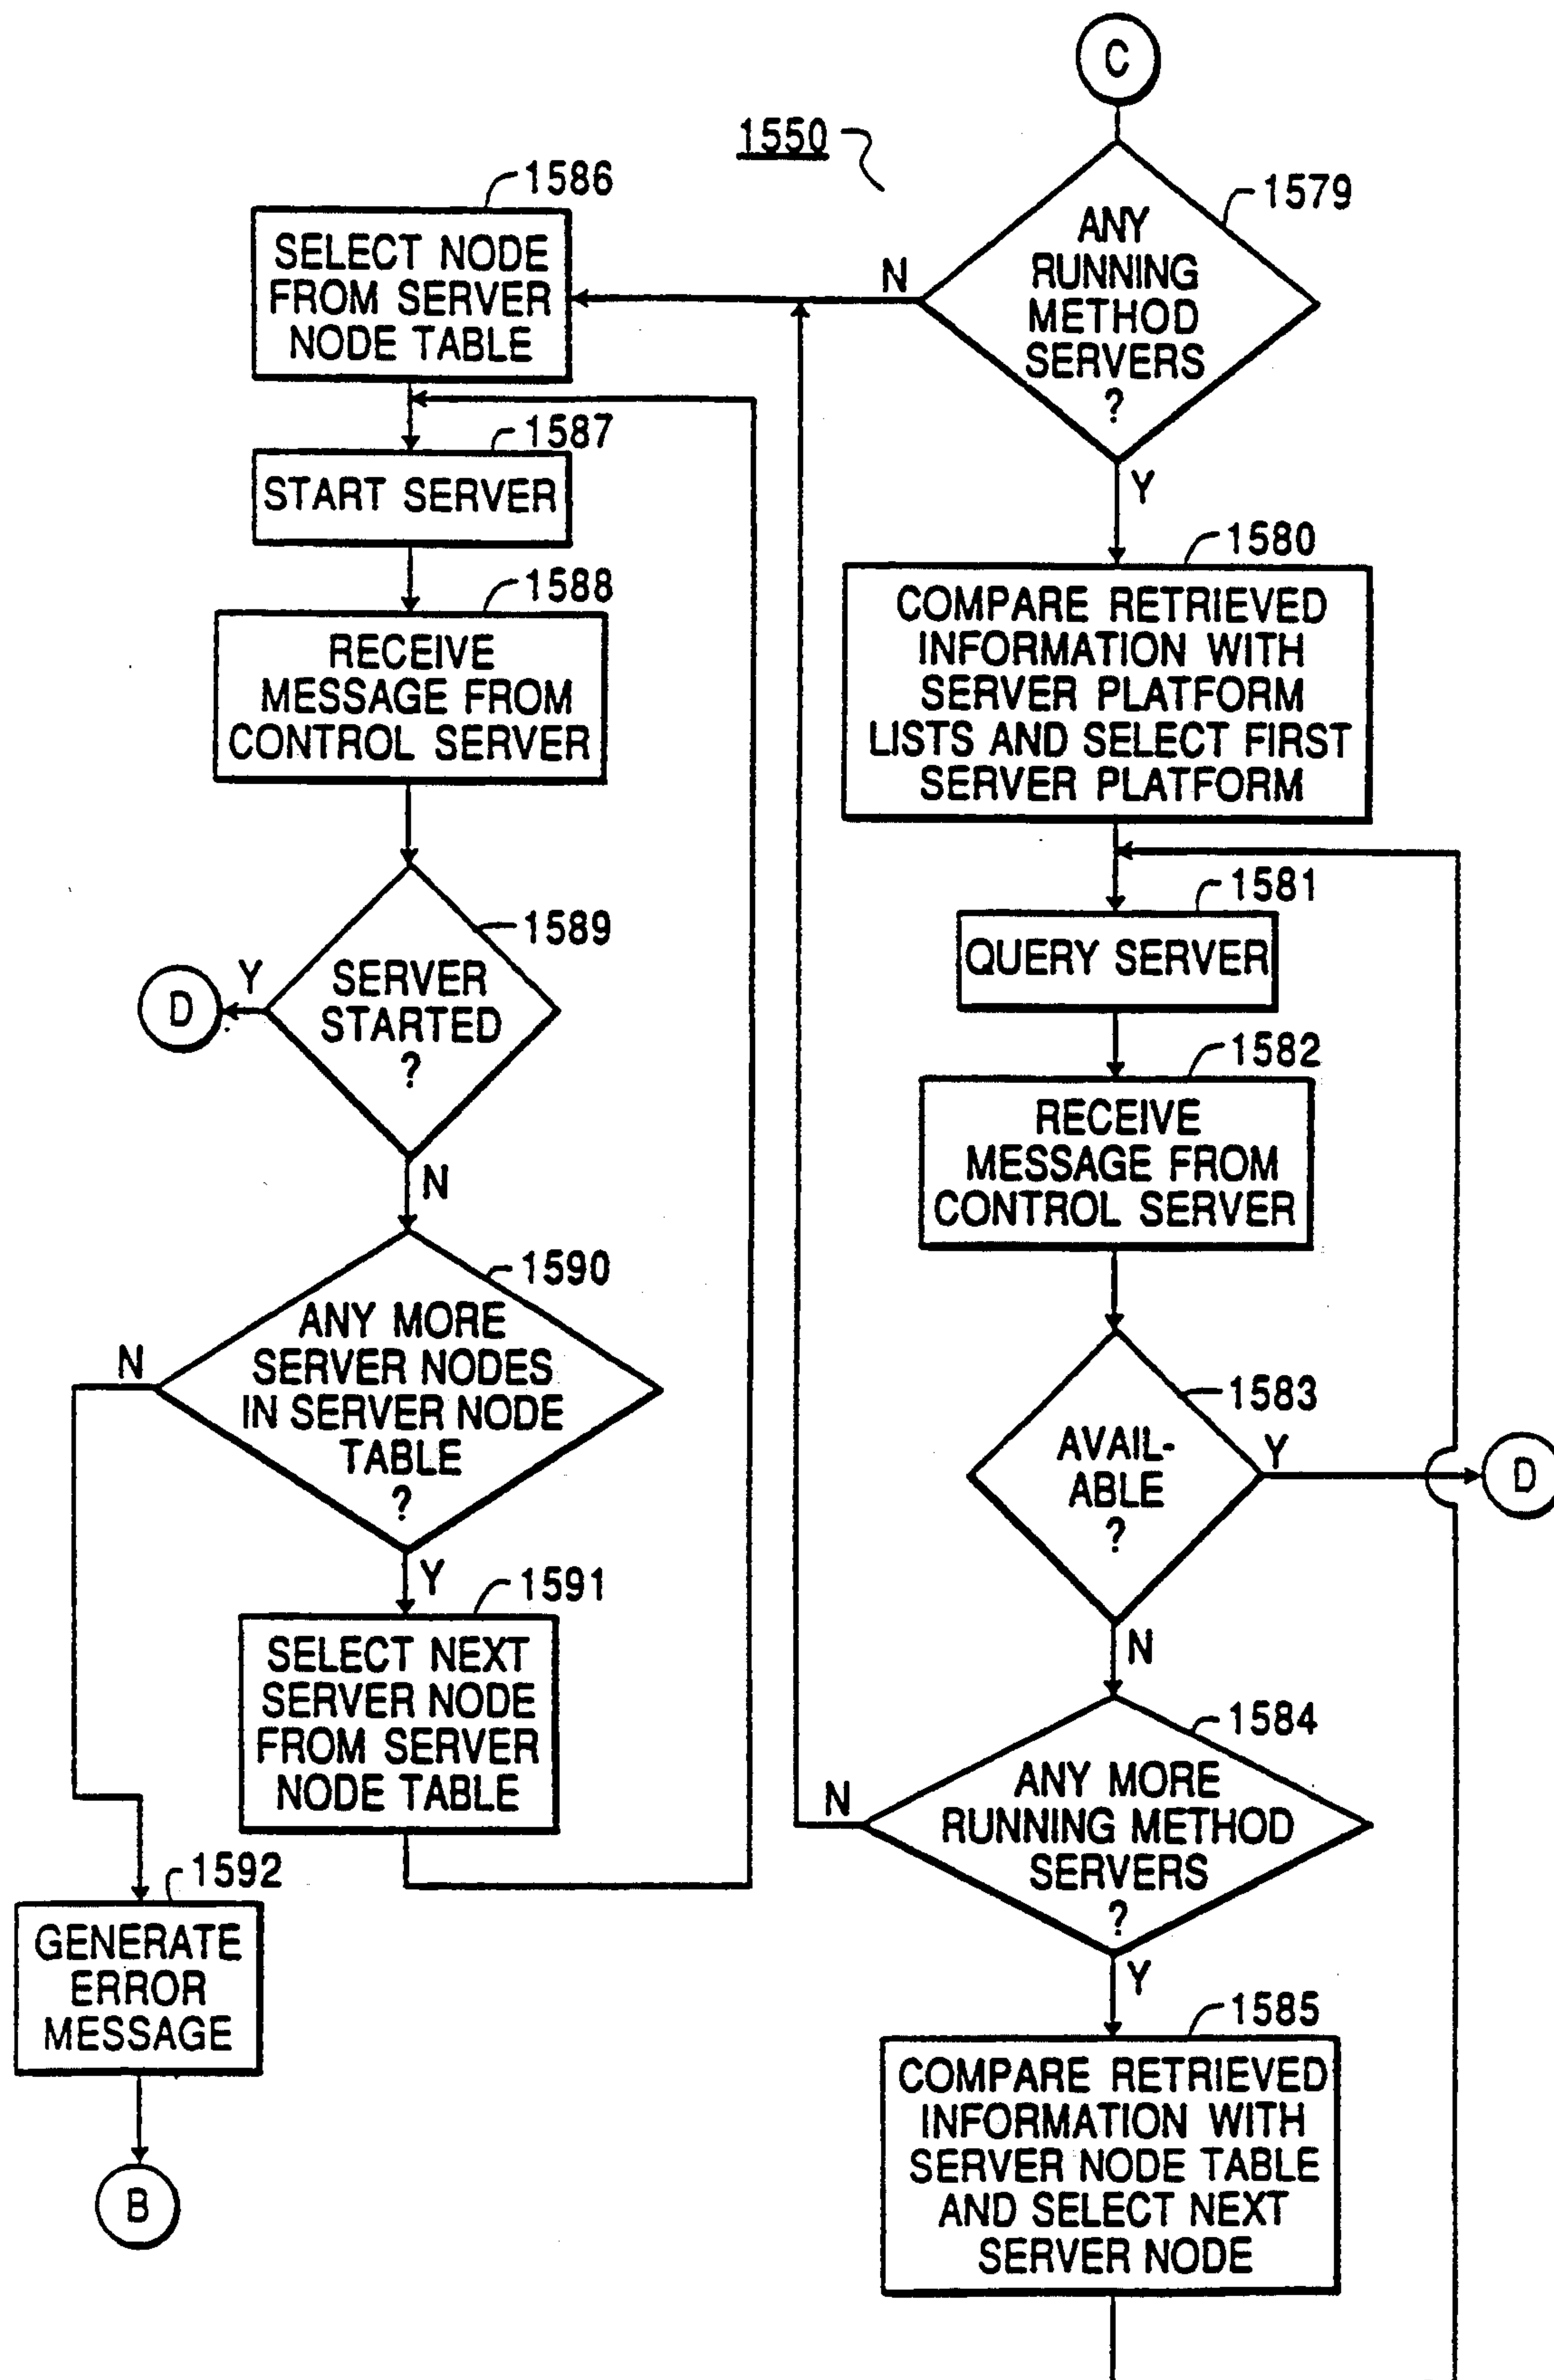 C
1550
1579
ANY
RUNNING
METHOD
SERVERS
?
N
Y
1586
SELECT NODE
FROM SERVER
NODE TABLE
1587
START SERVER
1588
RECEIVE
MESSAGE FROM
CONTROL SERVER
1589
SERVER
STARTED
?
Y
D
N
1590
ANY MORE
SERVER NODES
IN SERVER NODE
TABLE
?
N
Y
1591
SELECT NEXT
SERVER NODE
FROM SERVER
NODE TABLE
1592
GENERATE
ERROR
MESSAGE
B
1580
COMPARE RETRIEVED
INFORMATION WITH
SERVER PLATFORM
LISTS AND SELECT FIRST
SERVER PLATFORM
1581
QUERY SERVER
1582
RECEIVE
MESSAGE FROM
CONTROL SERVER
1583
AVAIL-
ABLE
?
Y
D
N
1584
ANY MORE
RUNNING METHOD
SERVERS
?
N
Y
1585
COMPARE RETRIEVED
INFORMATION WITH
SERVER NODE TABLE
AND SELECT NEXT
SERVER NODE